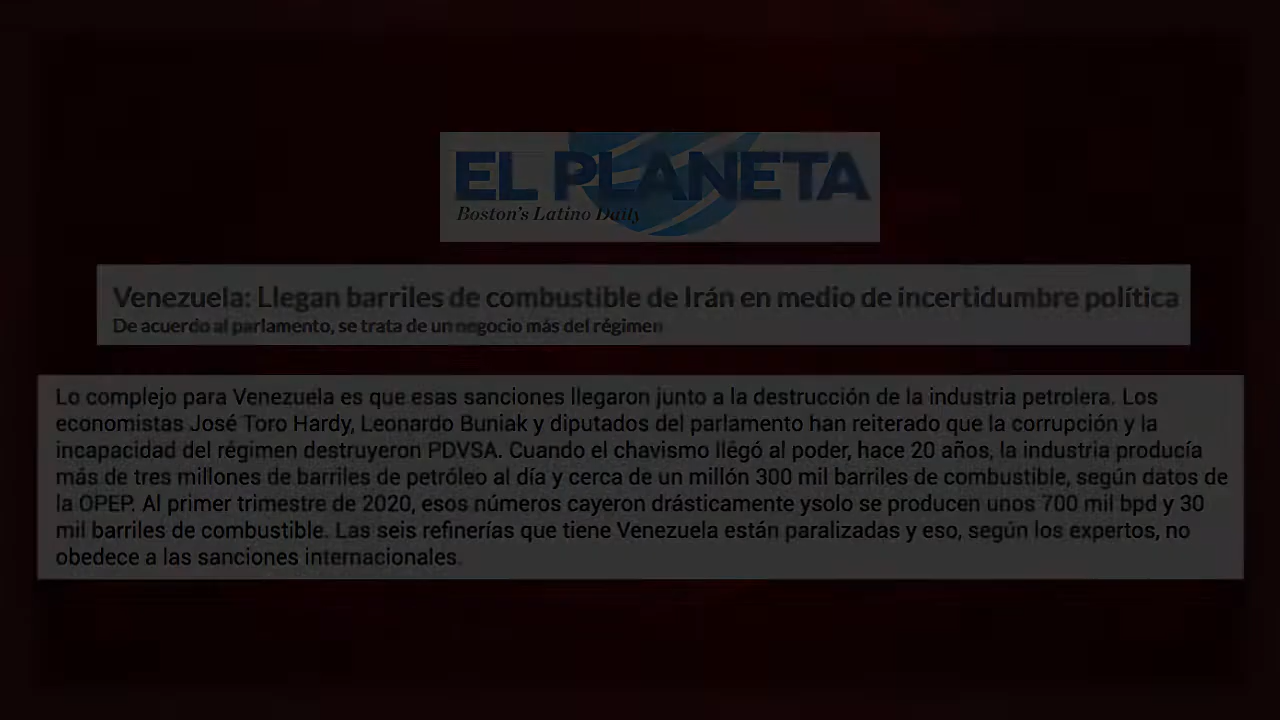 EL PLANETA
Boston's Latino Daily
Venezuela: Llegan barriles de combustible de Irán en medio de incertidumbre política
De acuerdo al parlamento, se trata de un negocio más del régimen
Lo complejo para Venezuela es que esas sanciones llegaron junto a la destrucción de la industria petrolera. Los
economistas José Toro Hardy, Leonardo Buniak y diputados del parlamento han reiterado que la corrupción y la
incapacidad del régimen destruyeron PDVSA. Cuando el chavismo llégó al poder, hace 20 años, la industria producía
más de tres millones de barriles de petróleo al día y cerca de un millón 300 mil barriles de combustible, según datos de
la OPEP. Al primer trimestre de 2020, esos números cayeron drásticamente ysolo se producen unos 700 mil bpd y 30
mil barriles de combustible. Las seis refinerías que tiene Venezuela están paralizadas y eso, según los expertos, no
obedece a las sanciones internacionales.